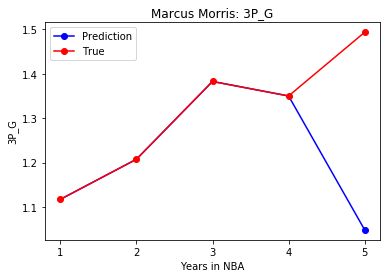 Marcus Morris: 3P_G
Prediction
True
3P_G
1.5
1.4
1.3
1.2
1.1
1 2 3 4 5
Years in NBA